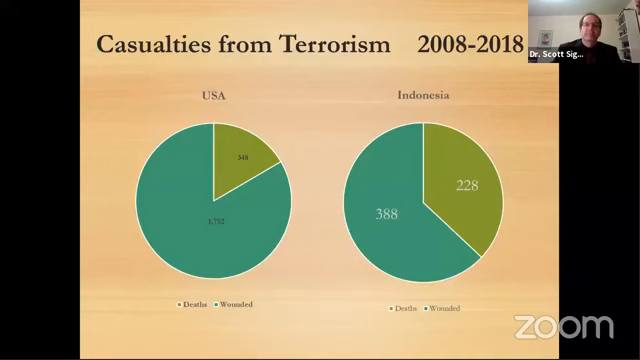 Casualties from Terrorism 2008-2018
Dr. Scott Sig...
USA
Indonesia
348
1,752
228
388
Deaths Wounded
Deaths Wounded
zoom